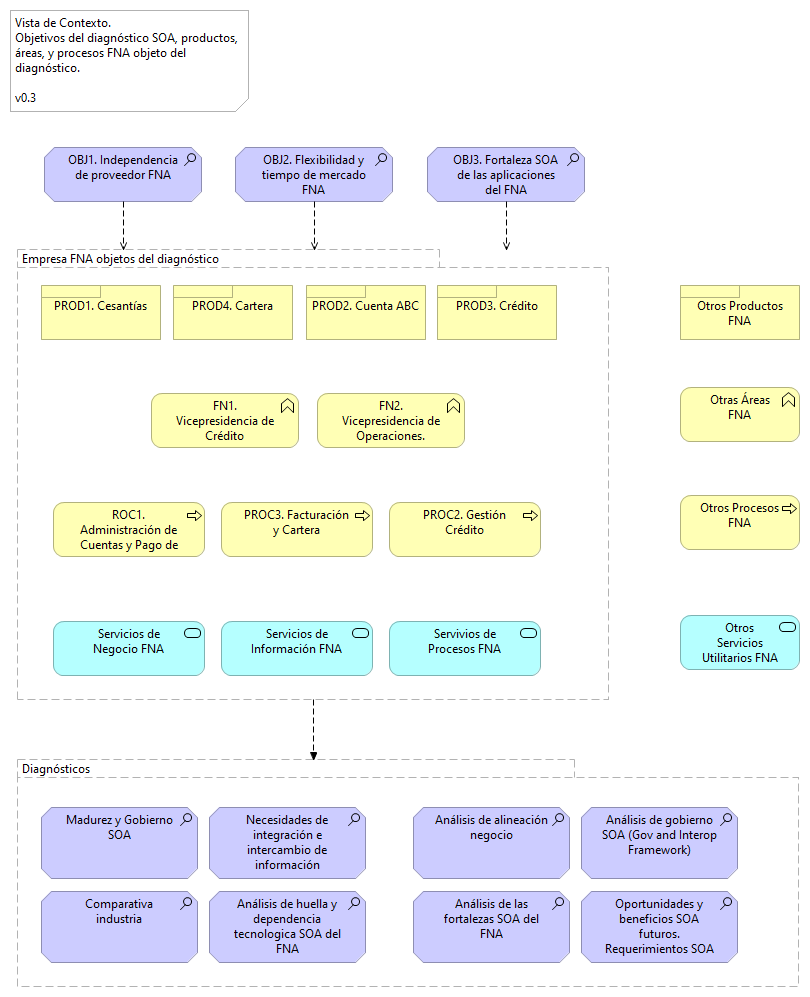 Vista de Contexto.
Objetivos del diagnóstico SOA, productos,
áreas, y procesos FNA objeto del
diagnóstico.
v0.3
OBJ1. Independencia
de proveedor FNA
OBJ2. Flexibilidad y
tiempo de mercado
FNA
OBJ3. Fortaleza SOA
de las aplicaciones
del FNA
Empresa FNA objetos del diagnóstico
PROD1. Cesantías
PROD4. Cartera
PROD2. Cuenta ABC
PROD3. Crédito
Otros Productos
FNA
FN1.
Vicepresidencia de
Crédito
FN2.
Vicepresidencia de
Operaciones.
Otras Áreas
FNA
ROC1.
Administración de
Cuentas y Pago de
PROC3. Facturación
y Cartera
PROC2. Gestión
Crédito
Otros Procesos
FNA
Servicios de
Negocio FNA
Servicios de
Información FNA
Servivios de
Procesos FNA
Otros
Servicios
Utilitarios FNA
Diagnósticos
Madurez y Gobierno
SOA
Necesidades de
integración e
intercambio de
información
Análisis de alineación
negocio
Análisis de gobierno
SOA (Gov and Interop
Framework)
Comparativa
industria
Análisis de huella y
dependencia
tecnologica SOA del
FNA
Análisis de las
fortalezas SOA del
FNA
Oportunidades y
beneficios SOA
futuros.
Requerimientos SOA